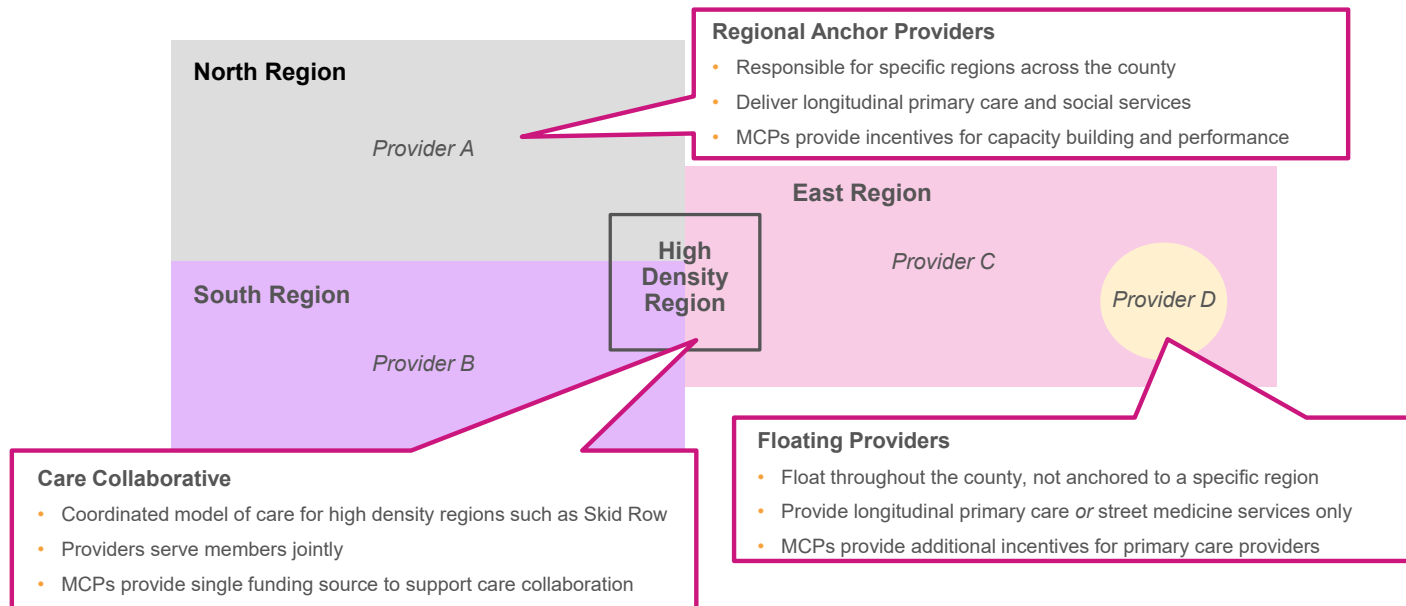 Regional Anchor Providers
• Responsible for specific regions across the county
• Deliver longitudinal primary care and social services
• MCPs provide incentives for capacity building and performance
North Region
Provider A
East Region
Provider C
Provider D
High
Density
Region
South Region
Provider B
Care Collaborative
• Coordinated model of care for high density regions such as Skid Row
• Providers serve members jointly
• MCPs provide single funding source to support care collaboration
Floating Providers
• Float throughout the county, not anchored to a specific region
• Provide longitudinal primary care or street medicine services only
• MCPs provide additional incentives for primary care providers